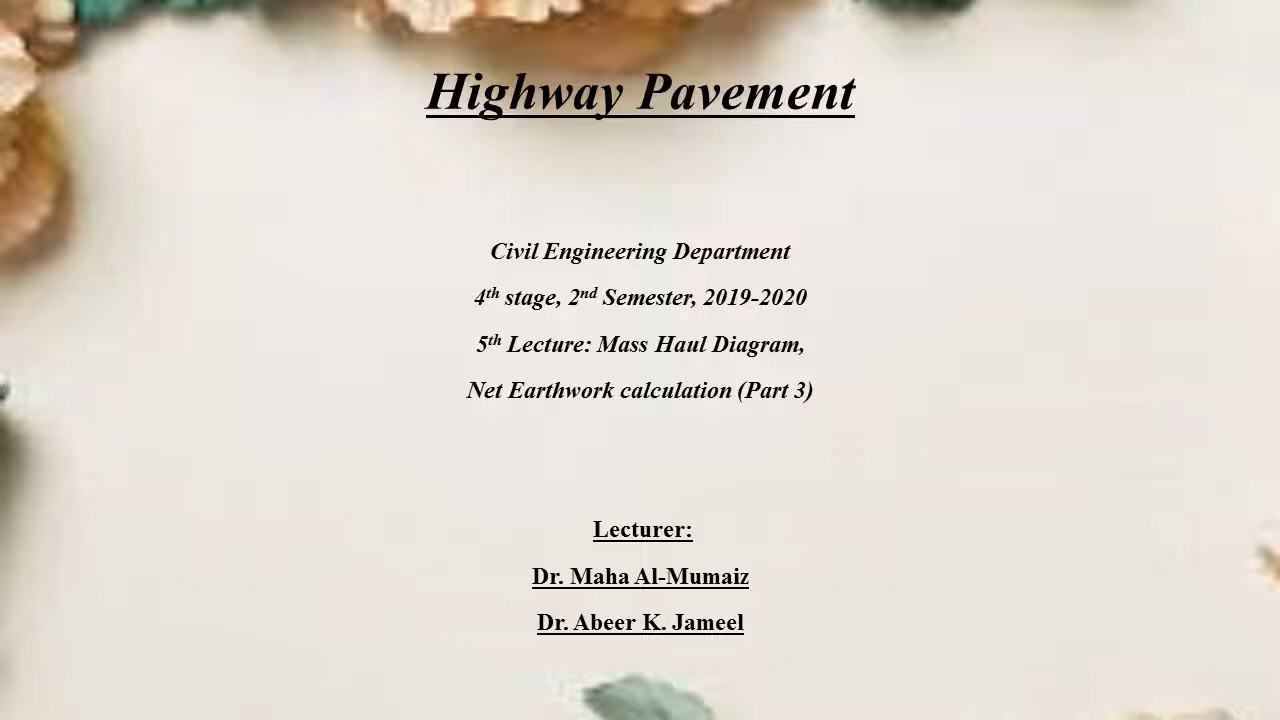 Highway Pavement
Civil Engineering Department
4th stage, 2nd Semester, 2019-2020
5th Lecture: Mass Haul Diagram,
Net Earthwork calculation (Part 3)
Lecturer:
Dr. Maha Al-Mumaiz
Dr. Abeer K. Jameel